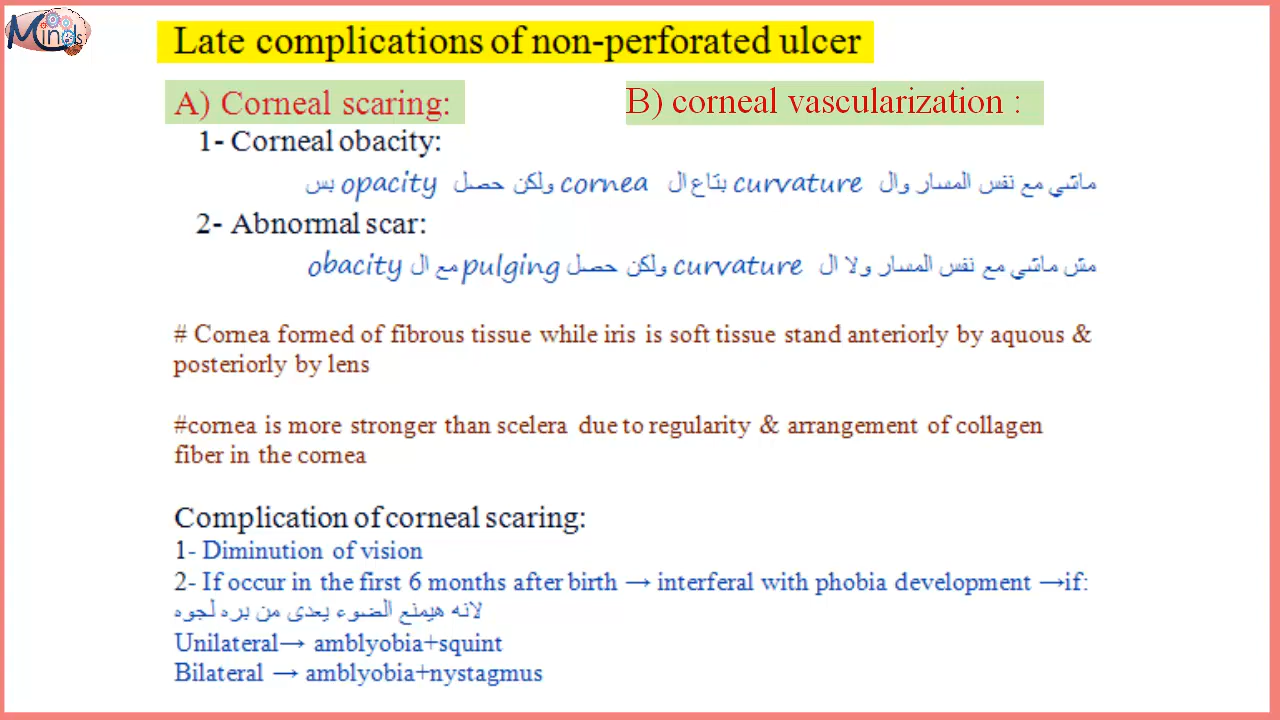 Minds
Late complications of non-perforated ulcer
A) Corneal scaring:
B) corneal vascularization :
1- Corneal obacity:
ماشي مع نفس المسار وال curvature بتاع ال cornea ولكن حصل opacity بس
2- Abnormal scar:
مش ماشي مع نفس المسار ولا ال curvature ولكن حصل pulging مع ال obacity
# Cornea formed of fibrous tissue while iris is soft tissue stand anteriorly by aquous &
posteriorly by lens
#cornea is more stronger than scelera due to regularity & arrangement of collagen
fiber in the cornea
Complication of corneal scaring:
1- Diminution of vision
2- If occur in the first 6 months after birth → interferal with phobia development →if:
لانه هيمنع الضوء يعدى من بره لجوه
Unilateral→ amblyobia+squint
Bilateral → amblyobia+nystagmus